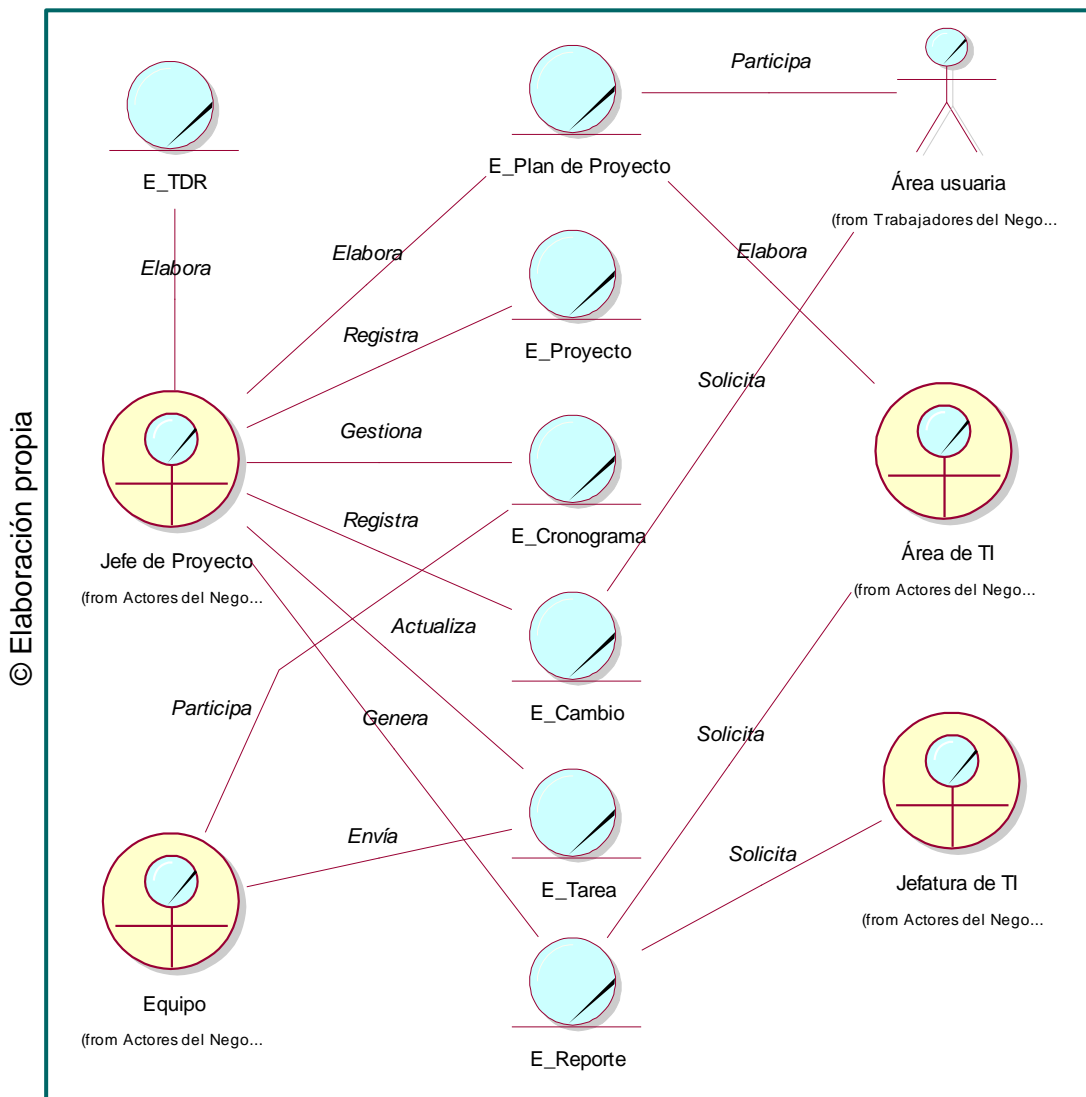 Participa
E_TDR
E_Plan de Proyecto
Área usuaria
(from Trabajadores del Nego...
Elabora
Elabora
Elabora
Registra
E_Proyecto
Solicita
Gestiona
Registra
E_Cronograma
Jefe de Proyecto
(from Actores del Nego...
Área de TI
(from Actores del Nego...
© Elaboración propia
Actualiza
Participa
Genera
E_Cambio
Solicita
Envía
Solicita
E_Tarea
Jefatura de TI
(from Actores del Nego...
Equipo
(from Actores del Nego...
E_Reporte